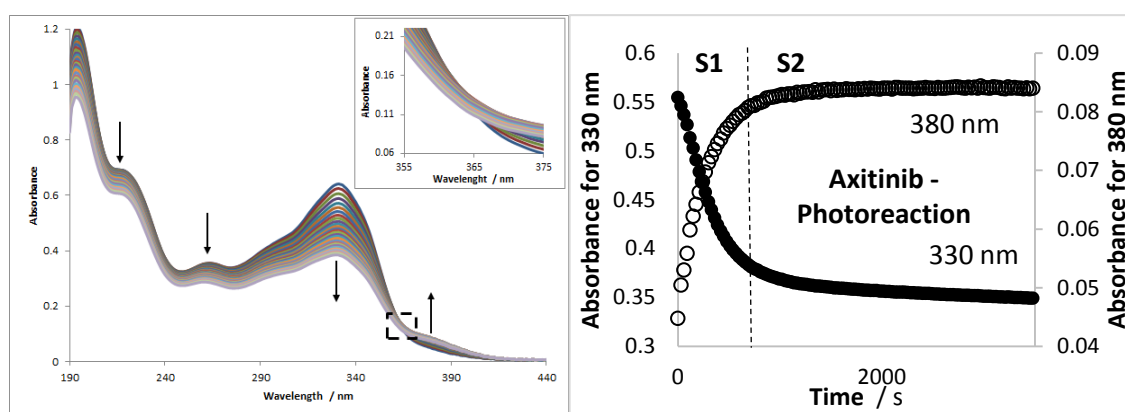 1.2
1
0.8
0.6
0.4
0.2
0
Absorbance
190
240
290
340
390
440
Wavelength / nm
0.21
0.16
0.11
0.06
Absorbance
355
365
375
Wavelenght / nm
0.6
0.55
0.5
0.45
0.4
0.35
0.3
Absorbance for 330 nm
S1
S2
380 nm
Axitinib -
Photoreaction
330 nm
0
2000
Time / s
0.09
0.08
0.07
0.06
0.05
0.04
Absorbance for 380 nm